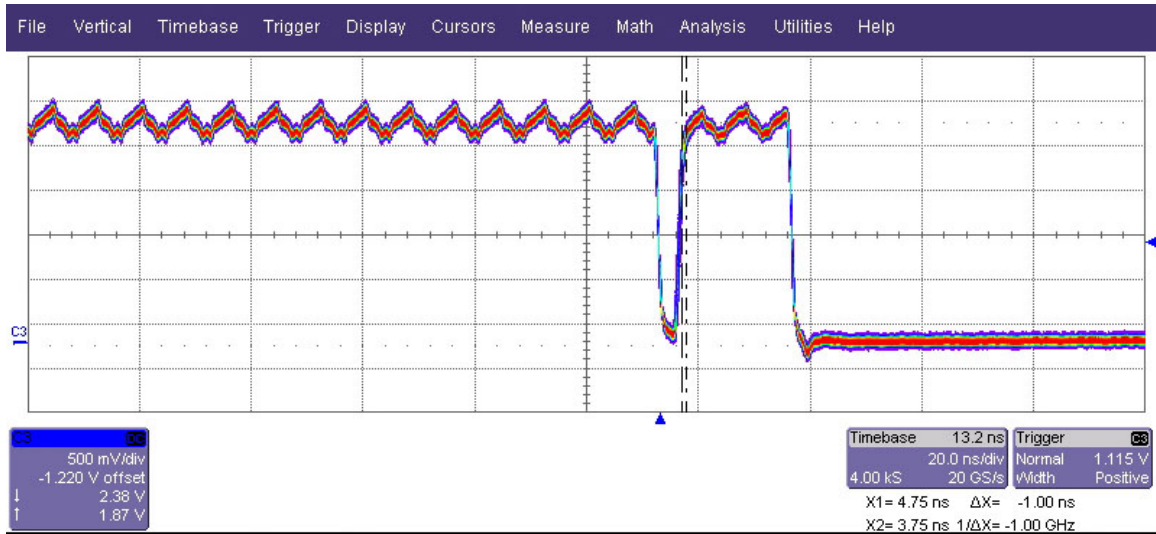 File Vertical Timebase Trigger Display Cursors Measure Math Analysis Utilities Help
C3
C3
500 mV/div
-1.220 V offset
↓ 2.38 V
↑ 1.87 V
Timebase 13.2 ns
20.0 ns/div
4.00 kS 20 GS/s
Trigger C3
Normal 1.115 V
Width Positive
X1= 4.75 ns ΔX= -1.00 ns
X2= 3.75 ns 1/ΔX= -1.00 GHz